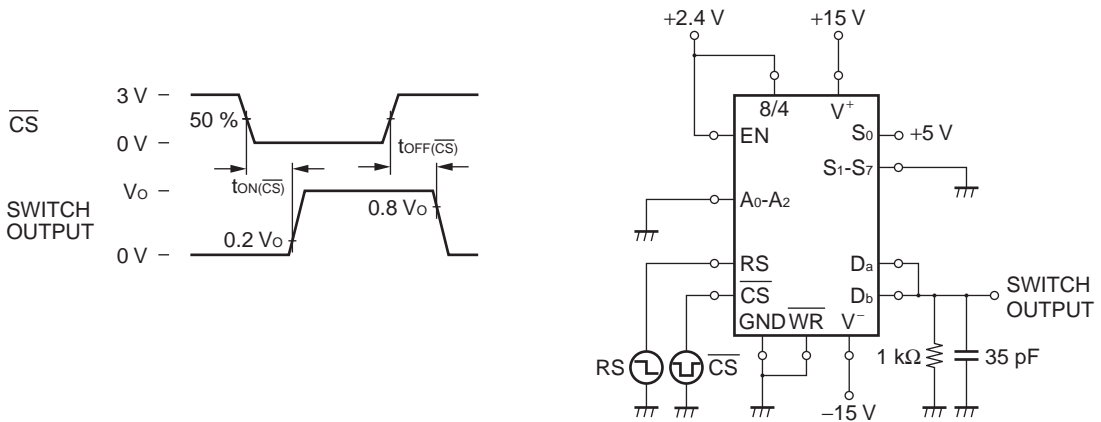 3 V
CS
50 %
0 V
tOFF(CS)
tON(CS)
VO
SWITCH
OUTPUT
0.8 VO
0.2 VO
0 V
+2.4 V
+15 V
8/4
V+
EN
S0
+5 V
S1-S7
A0-A2
RS
Da
CS
Db
SWITCH
OUTPUT
GND
WR
V−
RS
CS
1 kΩ
35 pF
−15 V